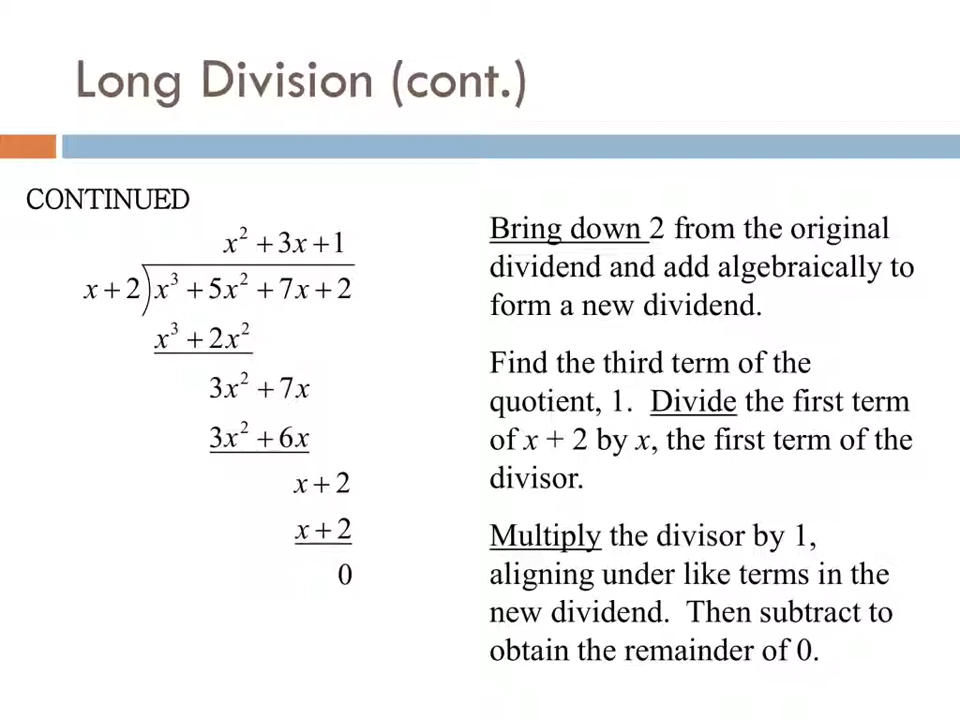 Long Division (cont.)
CONTINUED
x² + 3x + 1
x + 2)x³ + 5x² + 7x + 2
x³ + 2x²
3x² + 7x
3x² + 6x
x + 2
x + 2
0
Bring down 2 from the original
dividend and add algebraically to
form a new dividend.
Find the third term of the
quotient, 1. Divide the first term
of x + 2 by x, the first term of the
divisor.
Multiply the divisor by 1,
aligning under like terms in the
new dividend. Then subtract to
obtain the remainder of 0.